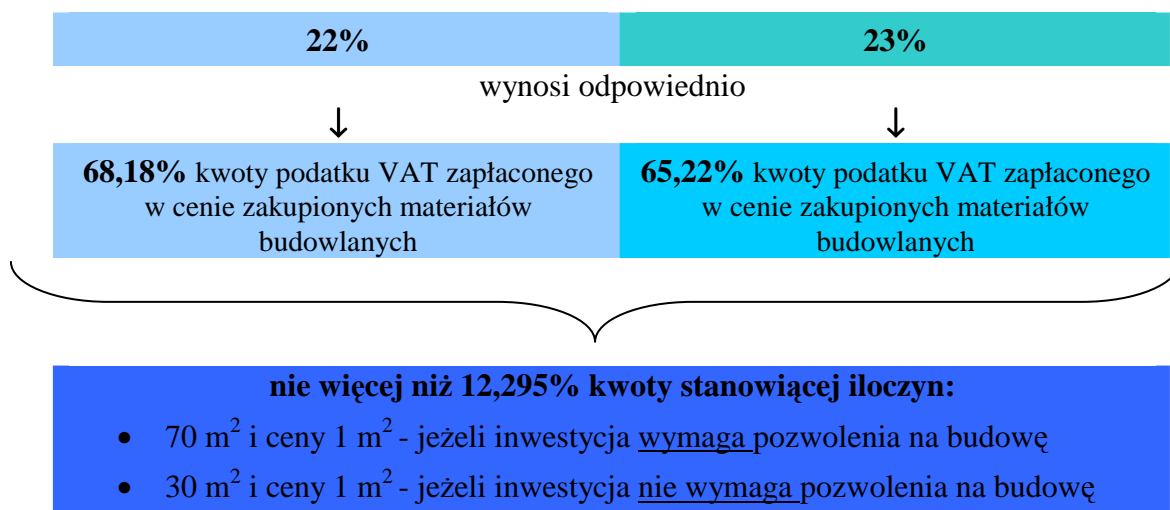 22% 23%
wynosi odpowiednio
↓ ↓
68,18% kwoty podatku VAT zapłaconego
w cenie zakupionych materiałów
budowlanych
65,22% kwoty podatku VAT zapłaconego
w cenie zakupionych materiałów
budowlanych
nie więcej niż 12,295% kwoty stanowiącej iloczyn:
• 70 m² i ceny 1 m² - jeżeli inwestycja wymaga pozwolenia na budowę
• 30 m² i ceny 1 m² - jeżeli inwestycja nie wymaga pozwolenia na budowę